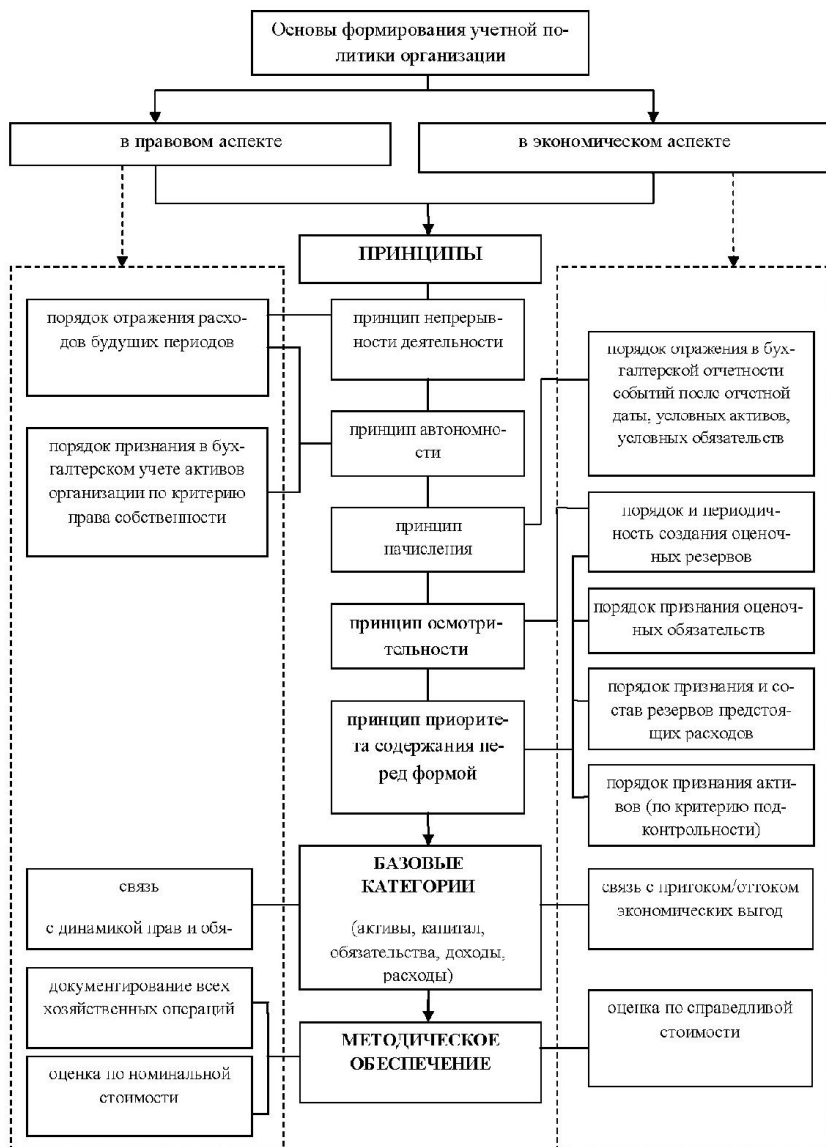 Основы формирования учетной по-
литики организации
в правовом аспекте
в экономическом аспекте
ПРИНЦИПЫ
порядок отражения расхо-
дов будущих периодов
принцип непрерыв-
ности деятельности
порядок отражения в бух-
галтерской отчетности
событий после отчетной
даты, условных активов,
условных обязательств
порядок признания в бух-
галтерском учете активов
организации по критерию
права собственности
принцип автономно-
сти
принцип
начисления
порядок и периодич-
ность создания оценоч-
ных резервов
принцип осмотри-
тельности
порядок признания оценоч-
ных обязательств
принцип приорите-
та содержания пе-
ред формой
порядок признания и со-
став резервов предстоя-
щих расходов
порядок признания акти-
вов (по критерию под-
контрольности)
связь
с динамикой прав и обя-
БАЗОВЫЕ
КАТЕГОРИИ
(активы, капитал,
обязательства, доходы,
расходы)
связь с притоком/оттоком
экономических выгод
документирование всех
хозяйственных операций
оценка по номинальной
стоимости
МЕТОДИЧЕСКОЕ
ОБЕСПЕЧЕНИЕ
оценка по справедливой
стоимости